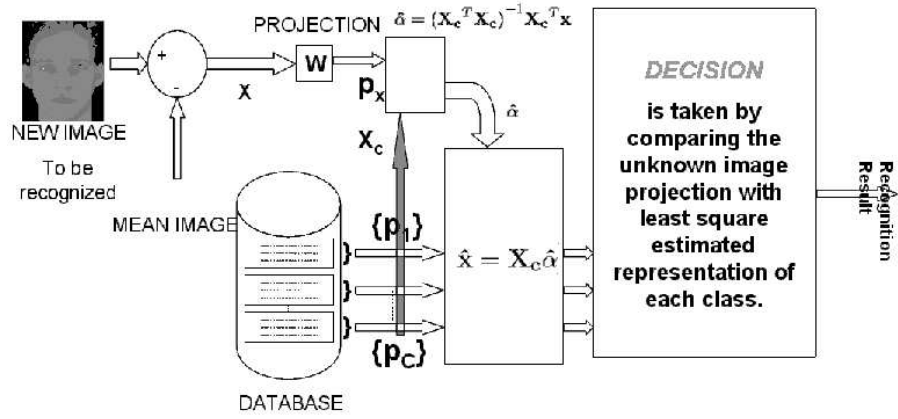 PROJECTION
α̂ = (X_c^T X_c)^{-1} X_c^T x
+
-
x
W
p_x
α̂
NEW IMAGE
To be
recognized
MEAN IMAGE
X_c
{p_1}
}
}
}
{p_C}
x̂ = X_c α̂
DATABASE
DECISION
is taken by
comparing the
unknown image
projection with
least square
estimated
representation of
each class.
Recognition
Result